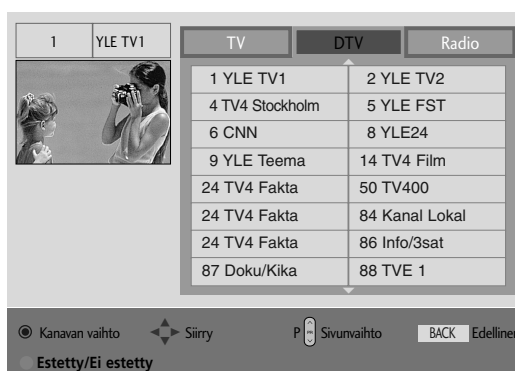 1 YLE TV1
TV DTV Radio
1 YLE TV1 2 YLE TV2
4 TV4 Stockholm 5 YLE FST
6 CNN 8 YLE24
9 YLE Teema 14 TV4 Film
24 TV4 Fakta 50 TV400
24 TV4 Fakta 84 Kanal Lokal
24 TV4 Fakta 86 Info/3sat
87 Doku/Kika 88 TVE 1
Kanavan vaihto Siirry P PR Sivunvaihto BACK Edellinen
Estetty/Ei estetty